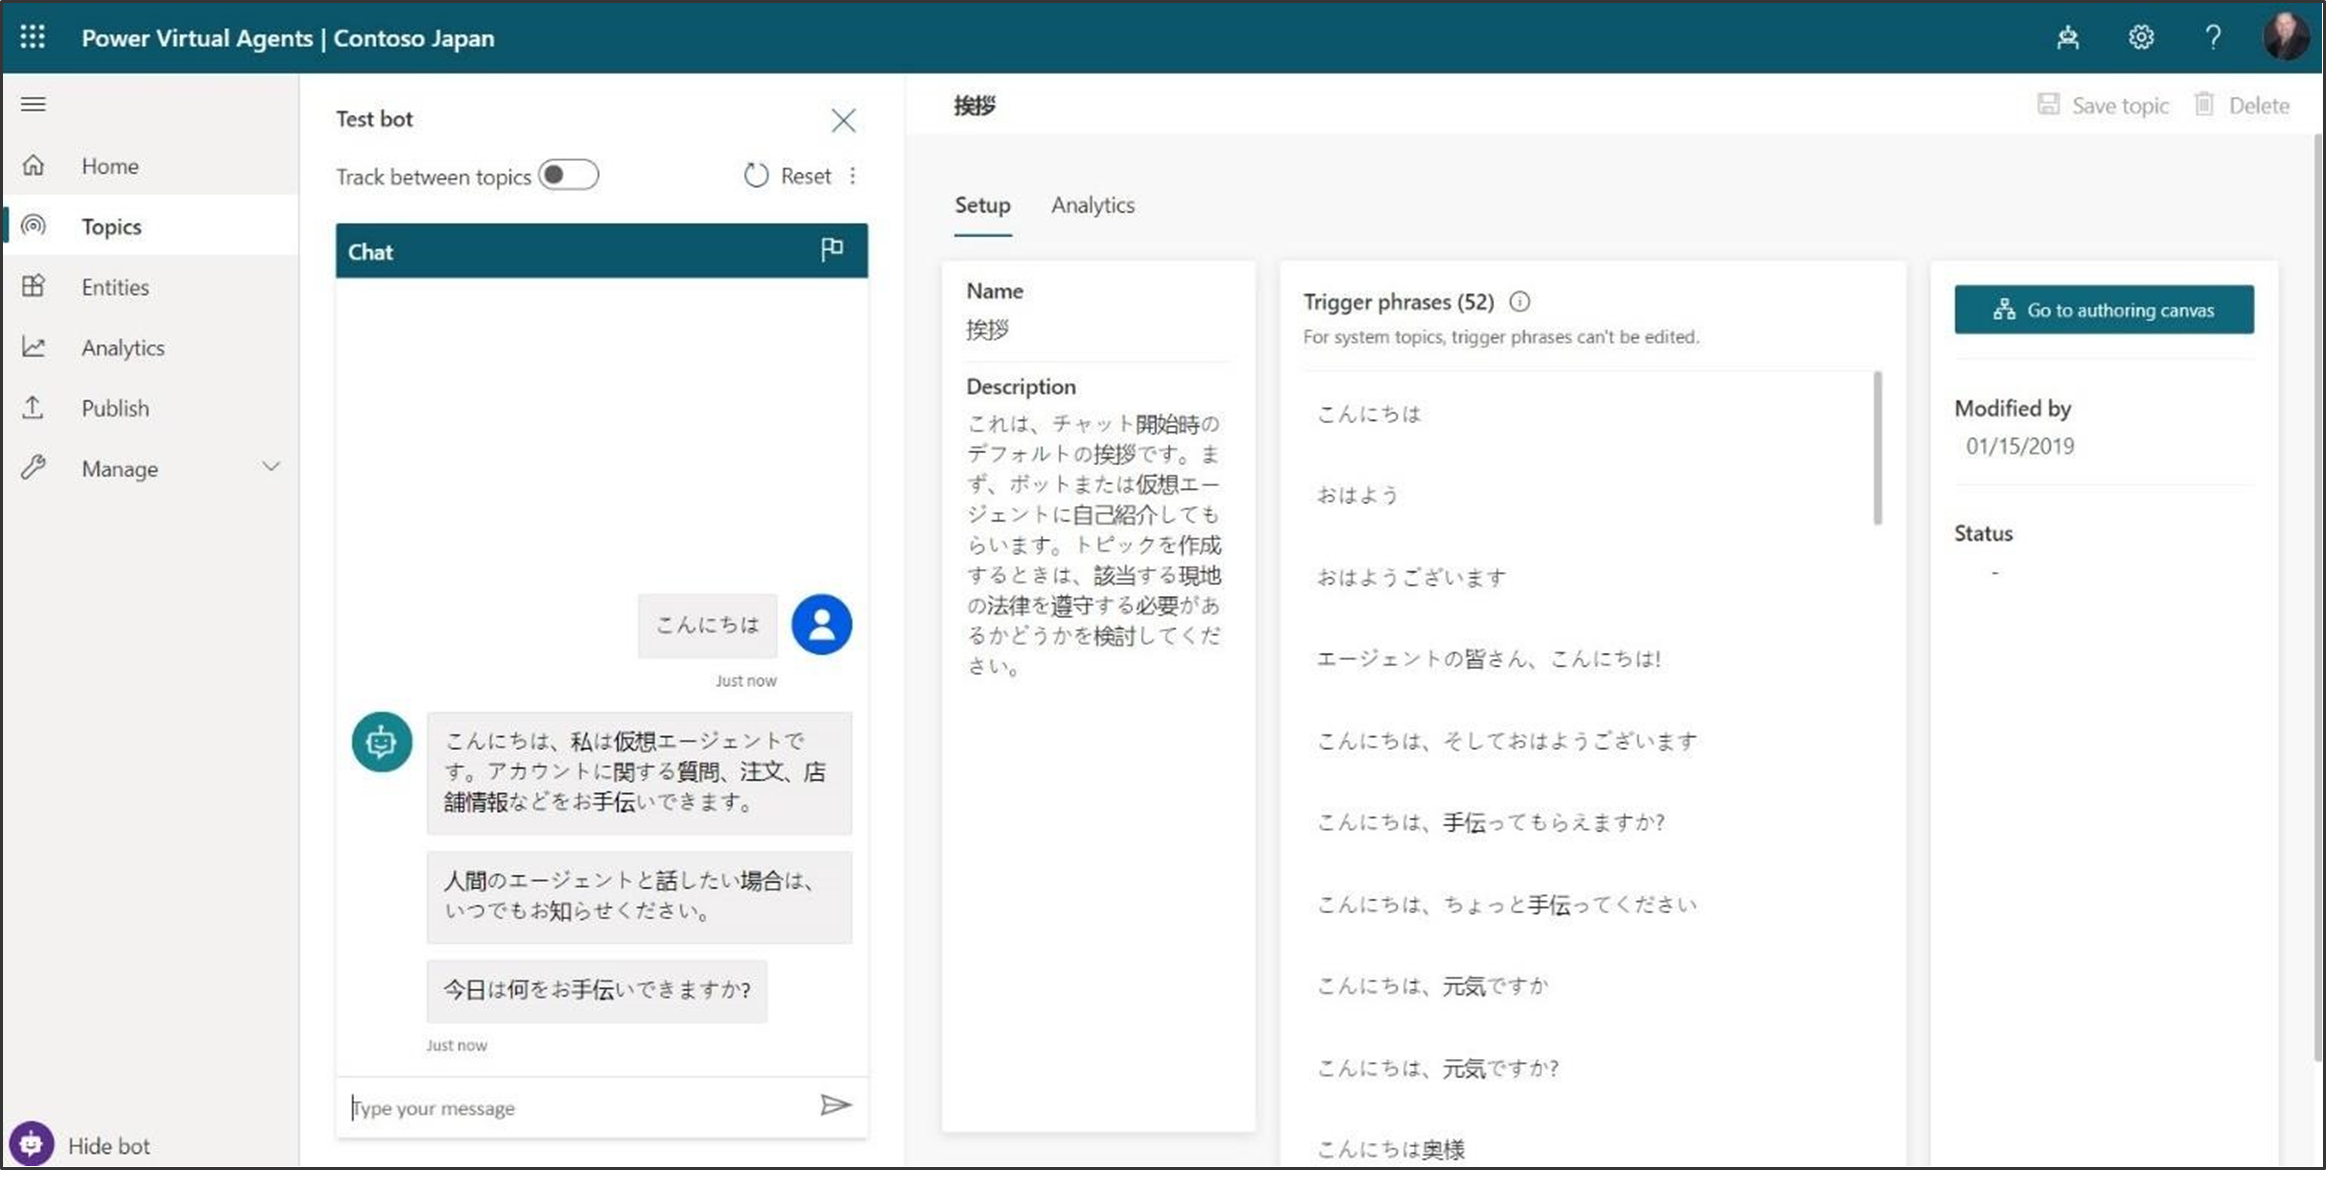 Power Virtual Agents | Contoso Japan
Home
Topics
Entities
Analytics
Publish
Manage
Hide bot
Test bot
Track between topics
Reset
Chat
こんにちは
Just now
こんにちは、私は仮想エージェントで
す。アカウントに関する質問、注文、店
舗情報などをお手伝いできます。
人間のエージェントと話したい場合は、
いつでもお知らせください。
今日は何をお手伝いできますか?
Just now
Type your message
挨拶
Save topic
Delete
Setup
Analytics
Name
挨拶
Description
これは、チャット開始時の
デフォルトの挨拶です。ま
ず、ボットまたは仮想エー
ジェントに自己紹介しても
らいます。トピックを作成
するときは、該当する現地
の法律を遵守する必要があ
るかどうかを検討してくだ
さい。
Trigger phrases (52)
For system topics, trigger phrases can't be edited.
こんにちは
おはよう
おはようございます
エージェントの皆さん、こんにちは!
こんにちは、そしておはようございます
こんにちは、手伝ってもらえますか?
こんにちは、ちょっと手伝ってください
こんにちは、元気ですか
こんにちは、元気ですか?
こんにちは奥様
Go to authoring canvas
Modified by
01/15/2019
Status
-